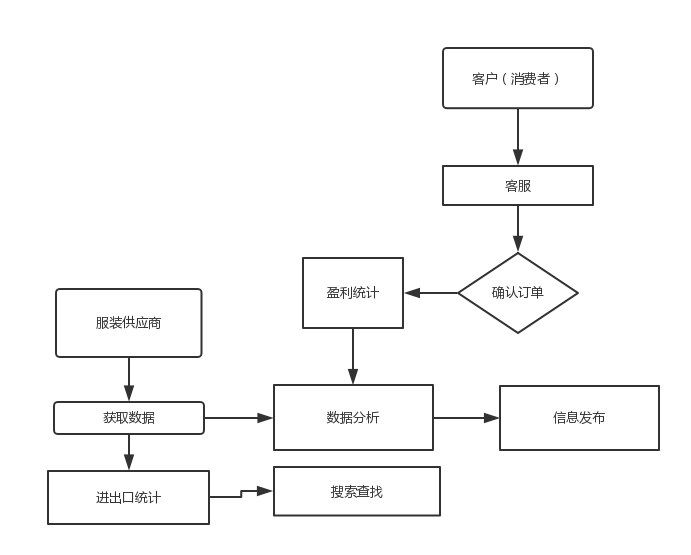 客户（消费者）
客服
盈利统计
确认订单
服装供应商
获取数据
数据分析
信息发布
进出口统计
搜索查找